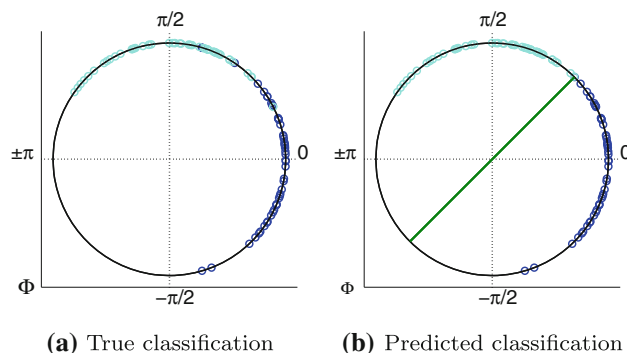 π/2 π/2
±π 0 ±π 0
Φ −π/2 Φ −π/2
(a) True classification (b) Predicted classification